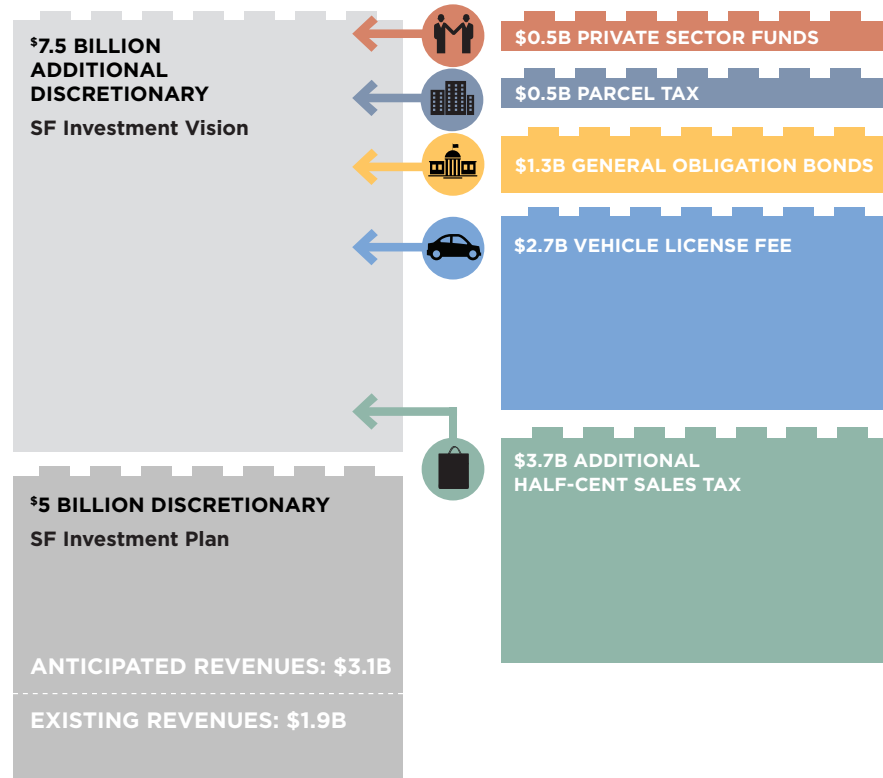 $7.5 BILLION
ADDITIONAL
DISCRETIONARY
SF Investment Vision
$5 BILLION DISCRETIONARY
SF Investment Plan
ANTICIPATED REVENUES: $3.1B
EXISTING REVENUES: $1.9B
$0.5B PRIVATE SECTOR FUNDS
$0.5B PARCEL TAX
$1.3B GENERAL OBLIGATION BONDS
$2.7B VEHICLE LICENSE FEE
$3.7B ADDITIONAL
HALF-CENT SALES TAX